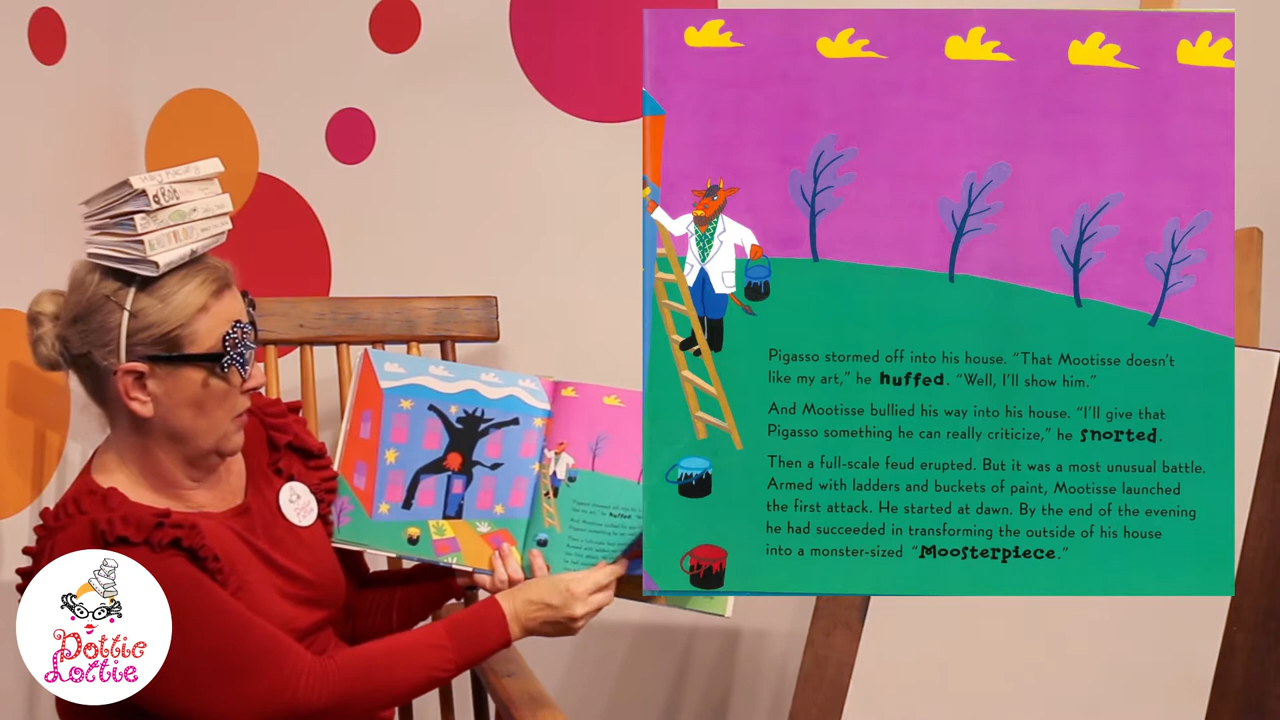 Pigasso stormed off into his house. "That Mootisse doesn't
like my art," he huffed. "Well, I'll show him."
And Mootisse bullied his way into his house. "I'll give that
Pigasso something he can really criticize," he snorted.
Then a full-scale feud erupted. But it was a most unusual battle.
Armed with ladders and buckets of paint, Mootisse launched
the first attack. He started at dawn. By the end of the evening
he had succeeded in transforming the outside of his house
into a monster-sized "Moosterpiece."
Dottie
Lottie